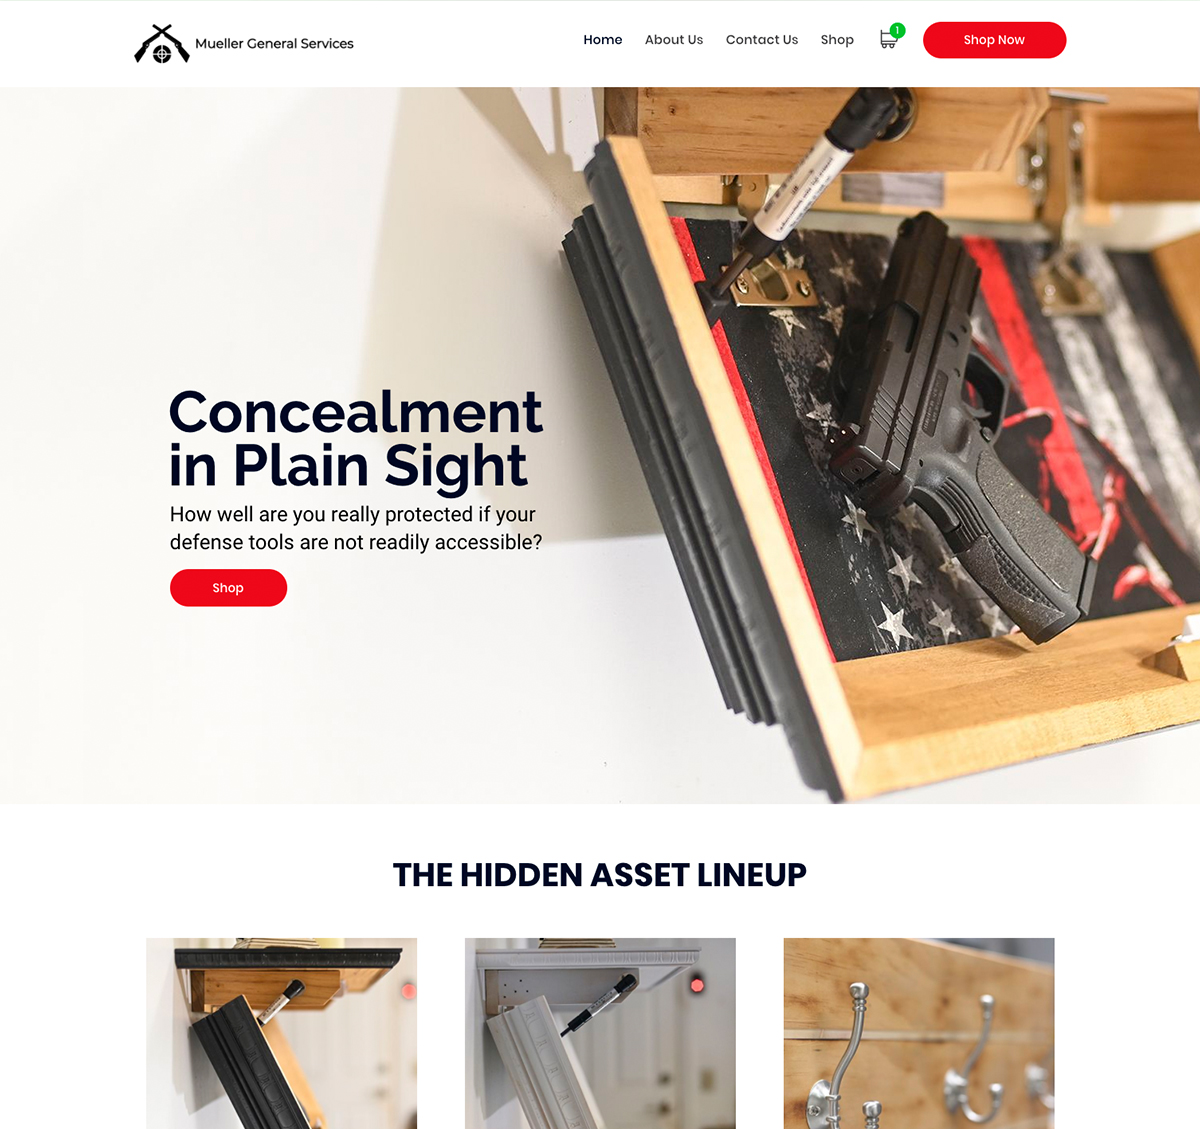 Mueller General Services
Home
About Us
Contact Us
Shop
1
Shop Now
Concealment
in Plain Sight
How well are you really protected if your
defense tools are not readily accessible?
Shop
THE HIDDEN ASSET LINEUP